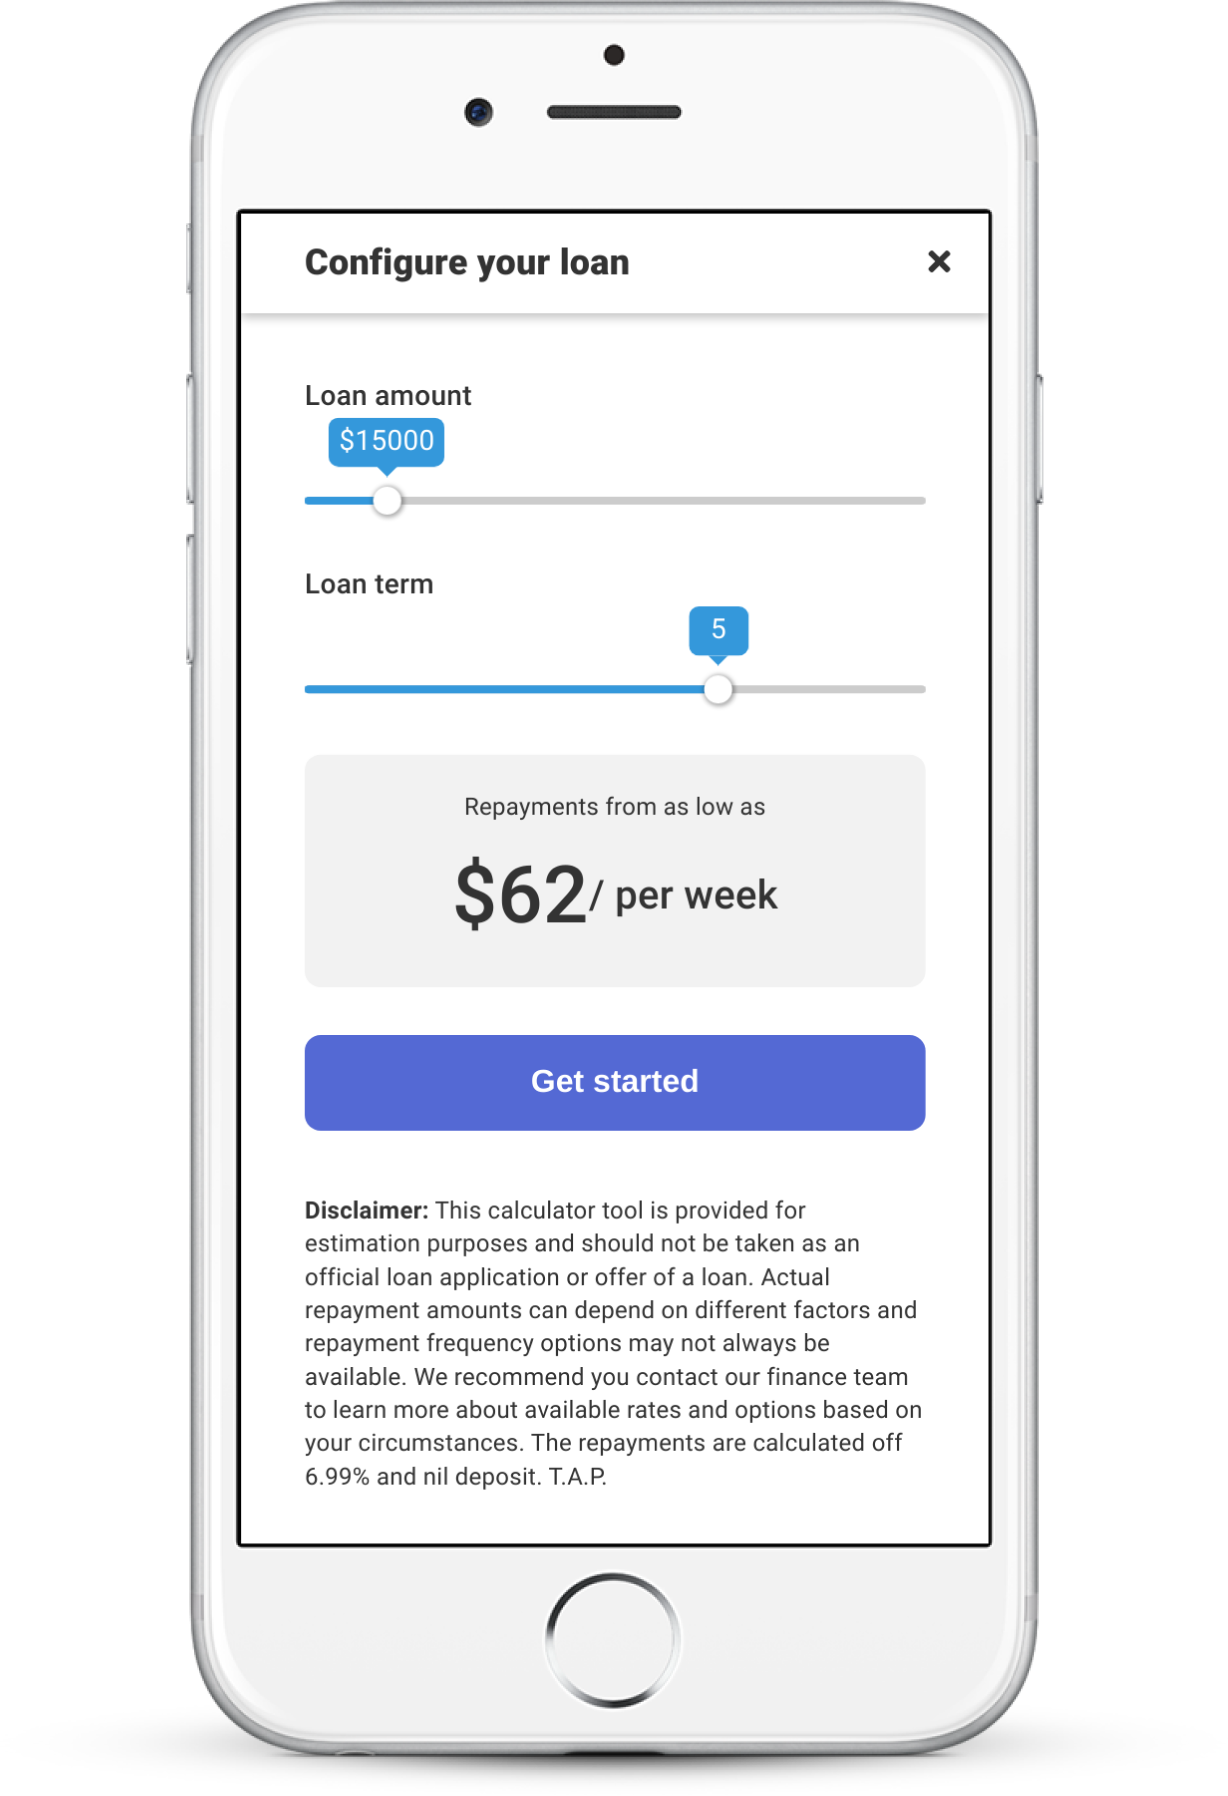 Configure your loan
Loan amount
$15000
Loan term
5
Repayments from as low as
$62/ per week
Get started
Disclaimer: This calculator tool is provided for
estimation purposes and should not be taken as an
official loan application or offer of a loan. Actual
repayment amounts can depend on different factors and
repayment frequency options may not always be
available. We recommend you contact our finance team
to learn more about available rates and options based on
your circumstances. The repayments are calculated off
6.99% and nil deposit. T.A.P.